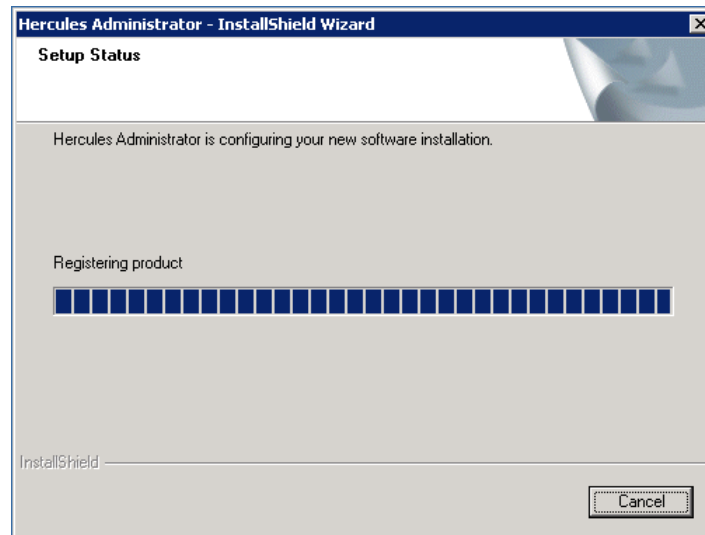 Hercules Administrator - InstallShield Wizard
Setup Status
Hercules Administrator is configuring your new software installation.
Registering product
InstallShield
Cancel